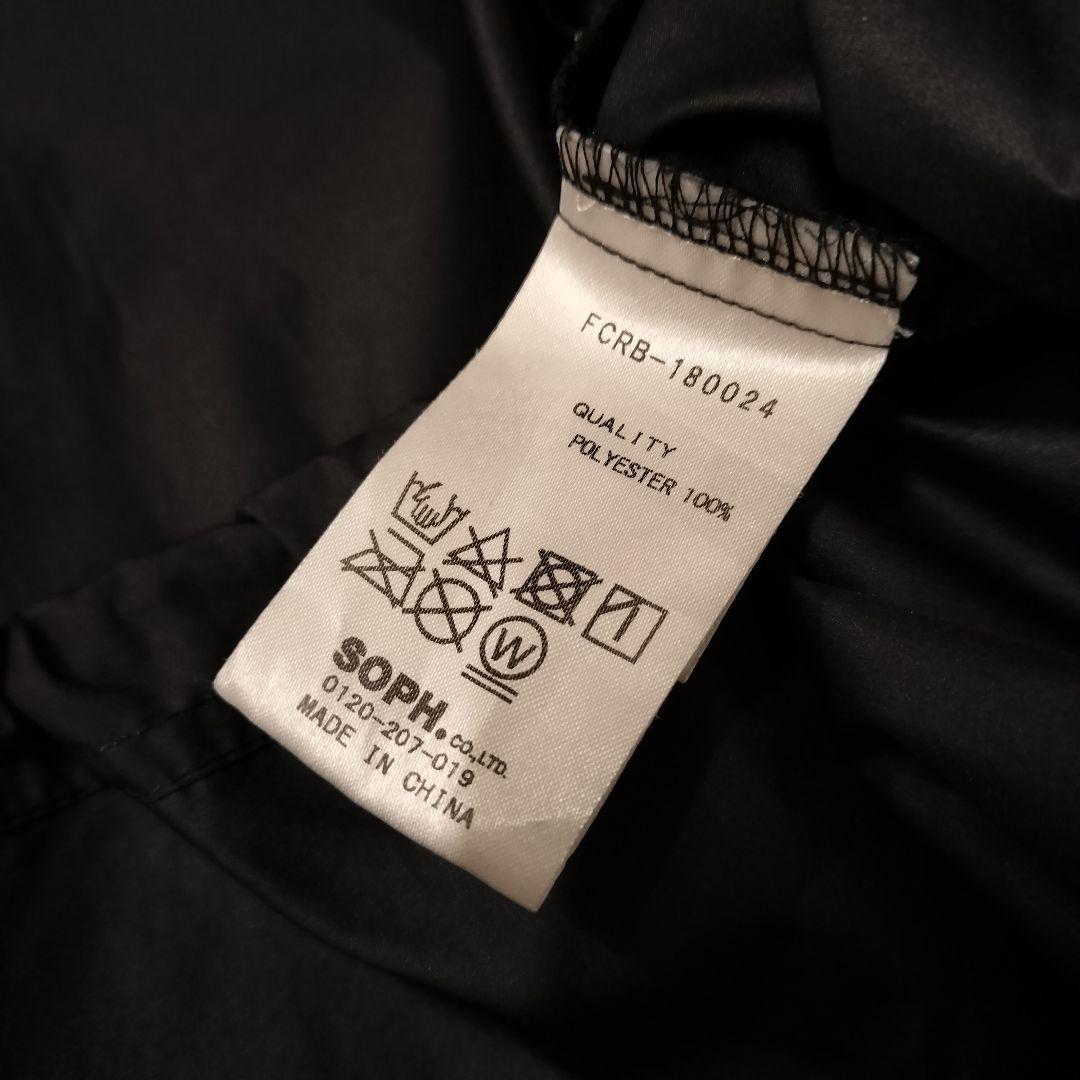 FCRB-180024
QUALITY
POLYESTER 100%
W
SOPH. CO.,LTD.
0120-207-019
MADE IN CHINA